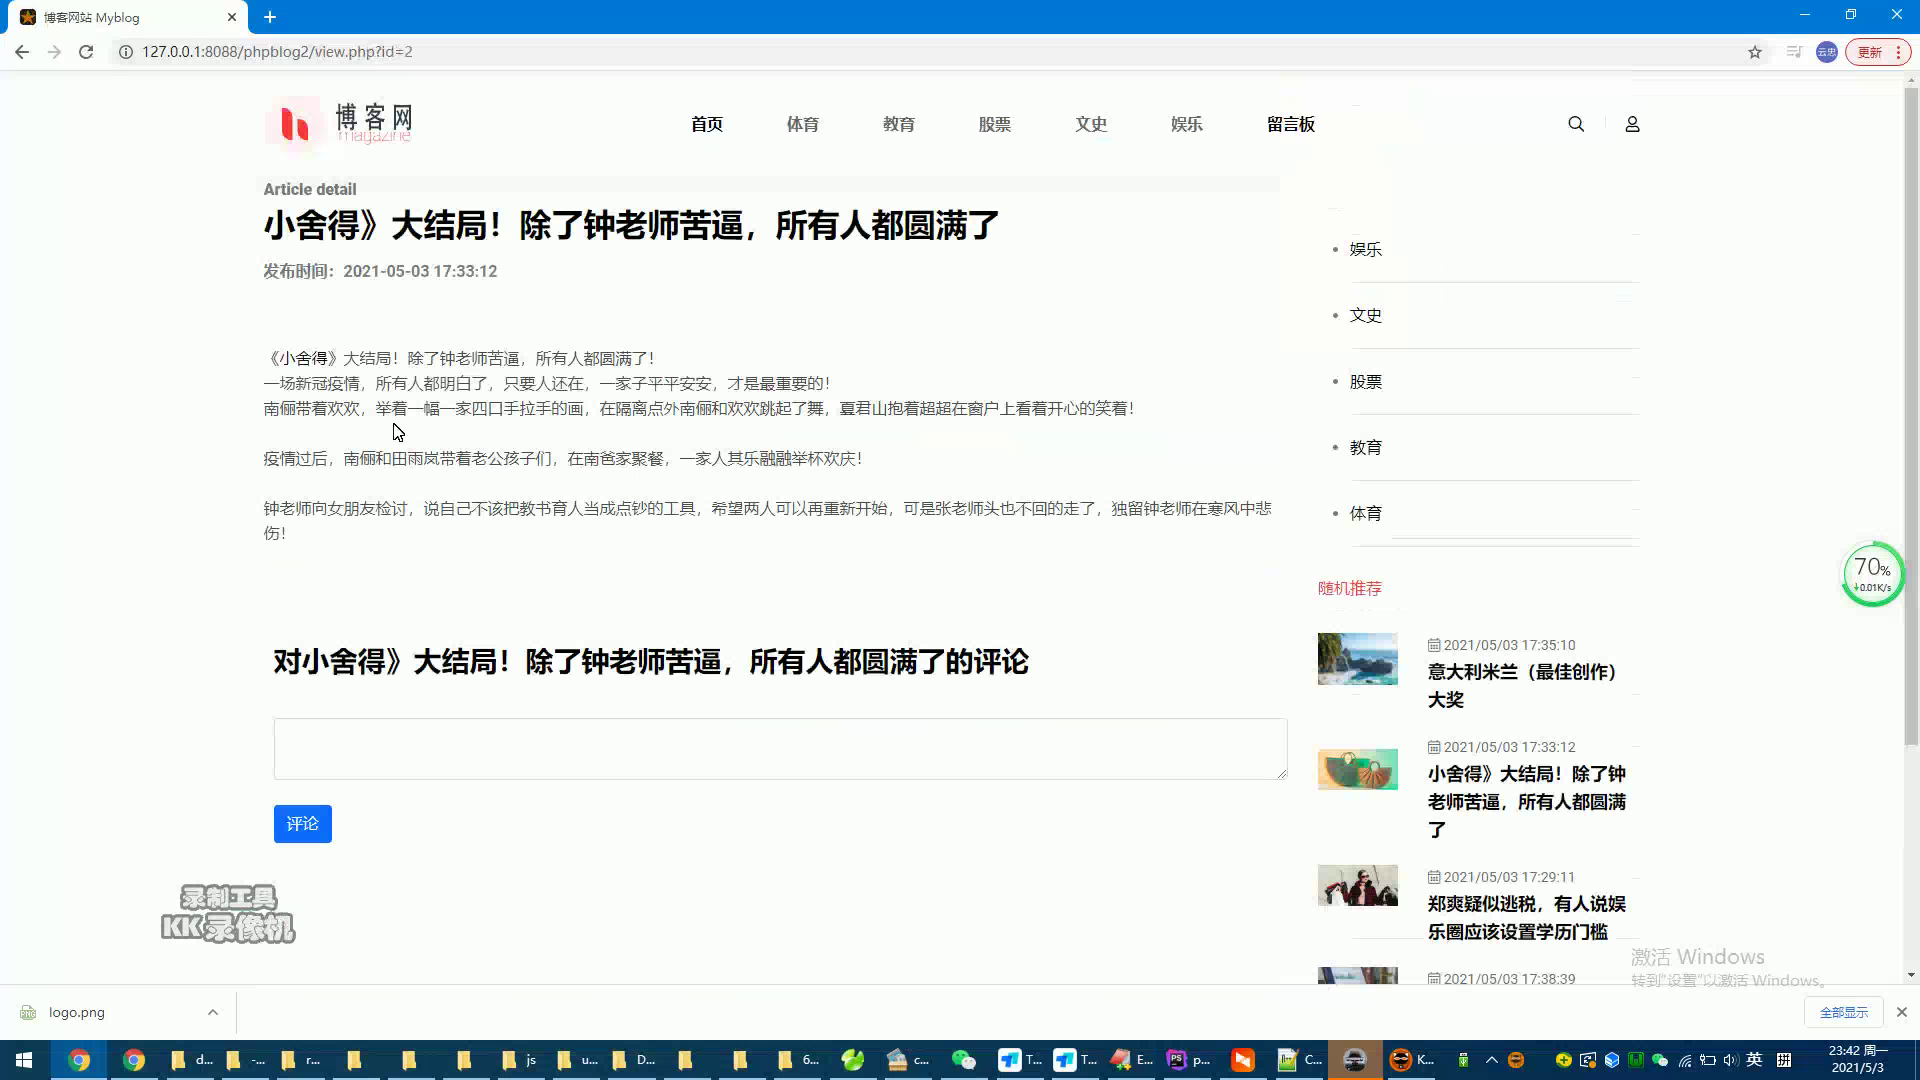 博客网站 Myblog
127.0.0.1:8088/phpblog2/view.php?id=2
云忠
更新
博客网
magazine
首页 体育 教育 股票 文史 娱乐 留言板
Article detail
小舍得》大结局！除了钟老师苦逼，所有人都圆满了
发布时间：2021-05-03 17:33:12
《小舍得》大结局！除了钟老师苦逼，所有人都圆满了！
一场新冠疫情，所有人都明白了，只要人还在，一家子平平安安，才是最重要的！
南俪带着欢欢，举着一幅一家四口手拉手的画，在隔离点外南俪和欢欢跳起了舞，夏君山抱着超超在窗户上看着开心的笑着！
疫情过后，南俪和田雨岚带着老公孩子们，在南爸家聚餐，一家人其乐融融举杯欢庆！
钟老师向女朋友检讨，说自己不该把教书育人当成点钞的工具，希望两人可以再重新开始，可是张老师头也不回的走了，独留钟老师在寒风中悲
伤！
对小舍得》大结局！除了钟老师苦逼，所有人都圆满了的评论
评论
娱乐
文史
股票
教育
体育
随机推荐
2021/05/03 17:35:10
意大利米兰（最佳创作）
大奖
2021/05/03 17:33:12
小舍得》大结局！除了钟
老师苦逼，所有人都圆满
了
2021/05/03 17:29:11
郑爽疑似逃税，有人说娱
乐圈应该设置学历门槛
2021/05/03 17:38:39
70%
0.01K/s
录制工具
KK录像机
激活 Windows
转到"设置"以激活 Windows。
logo.png
全部显示
d... -... r... js u... D... 6... c... T... T... E... p... C... K...
英
拼
23:42 周一
2021/5/3